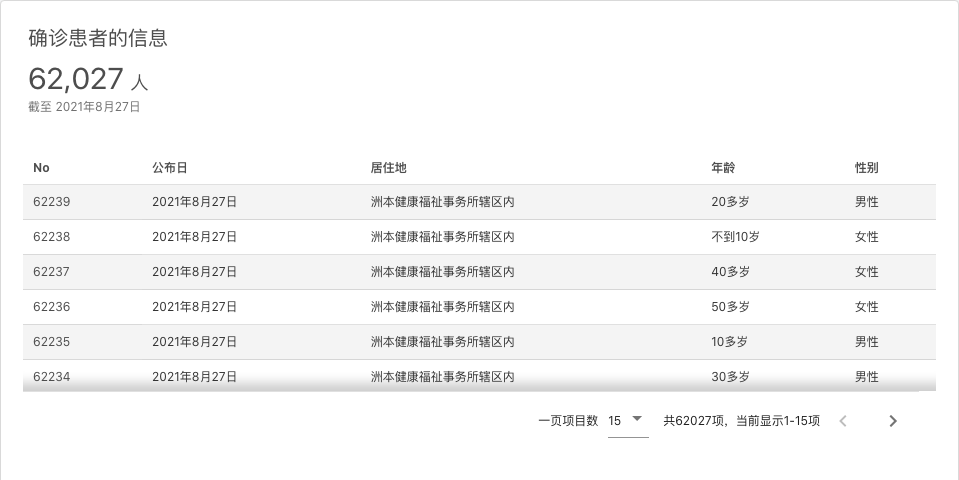 确诊患者的信息
62,027 人
截至 2021年8月27日
No 公布日 居住地 年龄 性别
62239 2021年8月27日 洲本健康福祉事务所辖区内 20多岁 男性
62238 2021年8月27日 洲本健康福祉事务所辖区内 不到10岁 女性
62237 2021年8月27日 洲本健康福祉事务所辖区内 40多岁 女性
62236 2021年8月27日 洲本健康福祉事务所辖区内 50多岁 女性
62235 2021年8月27日 洲本健康福祉事务所辖区内 10多岁 男性
62234 2021年8月27日 洲本健康福祉事务所辖区内 30多岁 男性
一页项目数 15 共62027项，当前显示1-15项